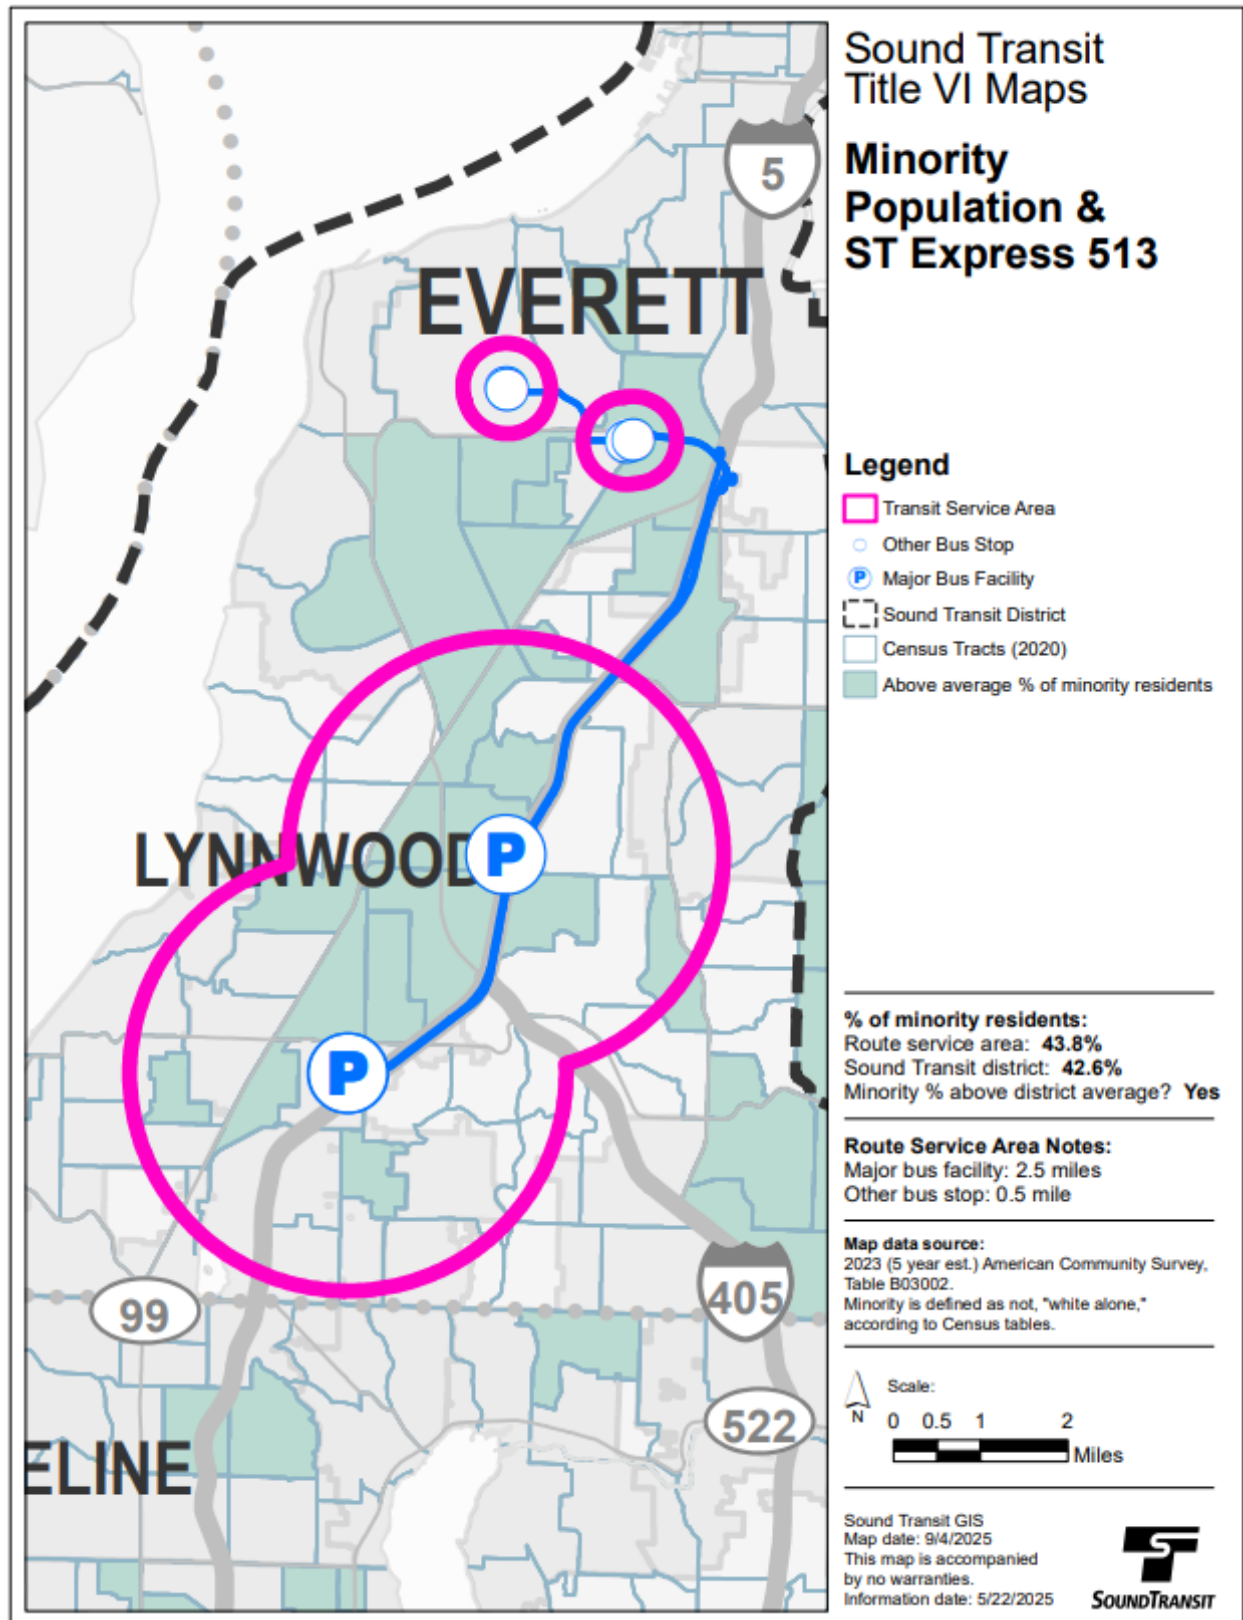 Sound Transit
Title VI Maps
Minority
Population &
ST Express 513
5
EVERETT
LYNNWOOD
P
P
99
405
522
ELINE
Legend
Transit Service Area
Other Bus Stop
P Major Bus Facility
Sound Transit District
Census Tracts (2020)
Above average % of minority residents
% of minority residents:
Route service area: 43.8%
Sound Transit district: 42.6%
Minority % above district average? Yes
Route Service Area Notes:
Major bus facility: 2.5 miles
Other bus stop: 0.5 mile
Map data source:
2023 (5 year est.) American Community Survey,
Table B03002.
Minority is defined as not, "white alone,"
according to Census tables.
N
Scale:
0 0.5 1 2
Miles
Sound Transit GIS
Map date: 9/4/2025
This map is accompanied
by no warranties.
Information date: 5/22/2025
SOUNDTRANSIT